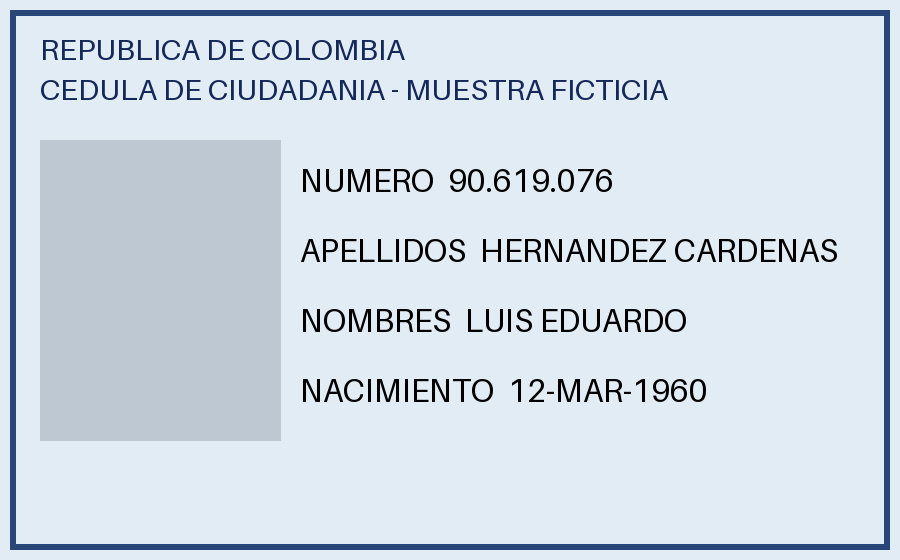 REPUBLICA DE COLOMBIA
CEDULA DE CIUDADANIA - MUESTRA FICTICIA
NUMERO 90.619.076
APELLIDOS HERNANDEZ CARDENAS
NOMBRES LUIS EDUARDO
NACIMIENTO 12-MAR-1960